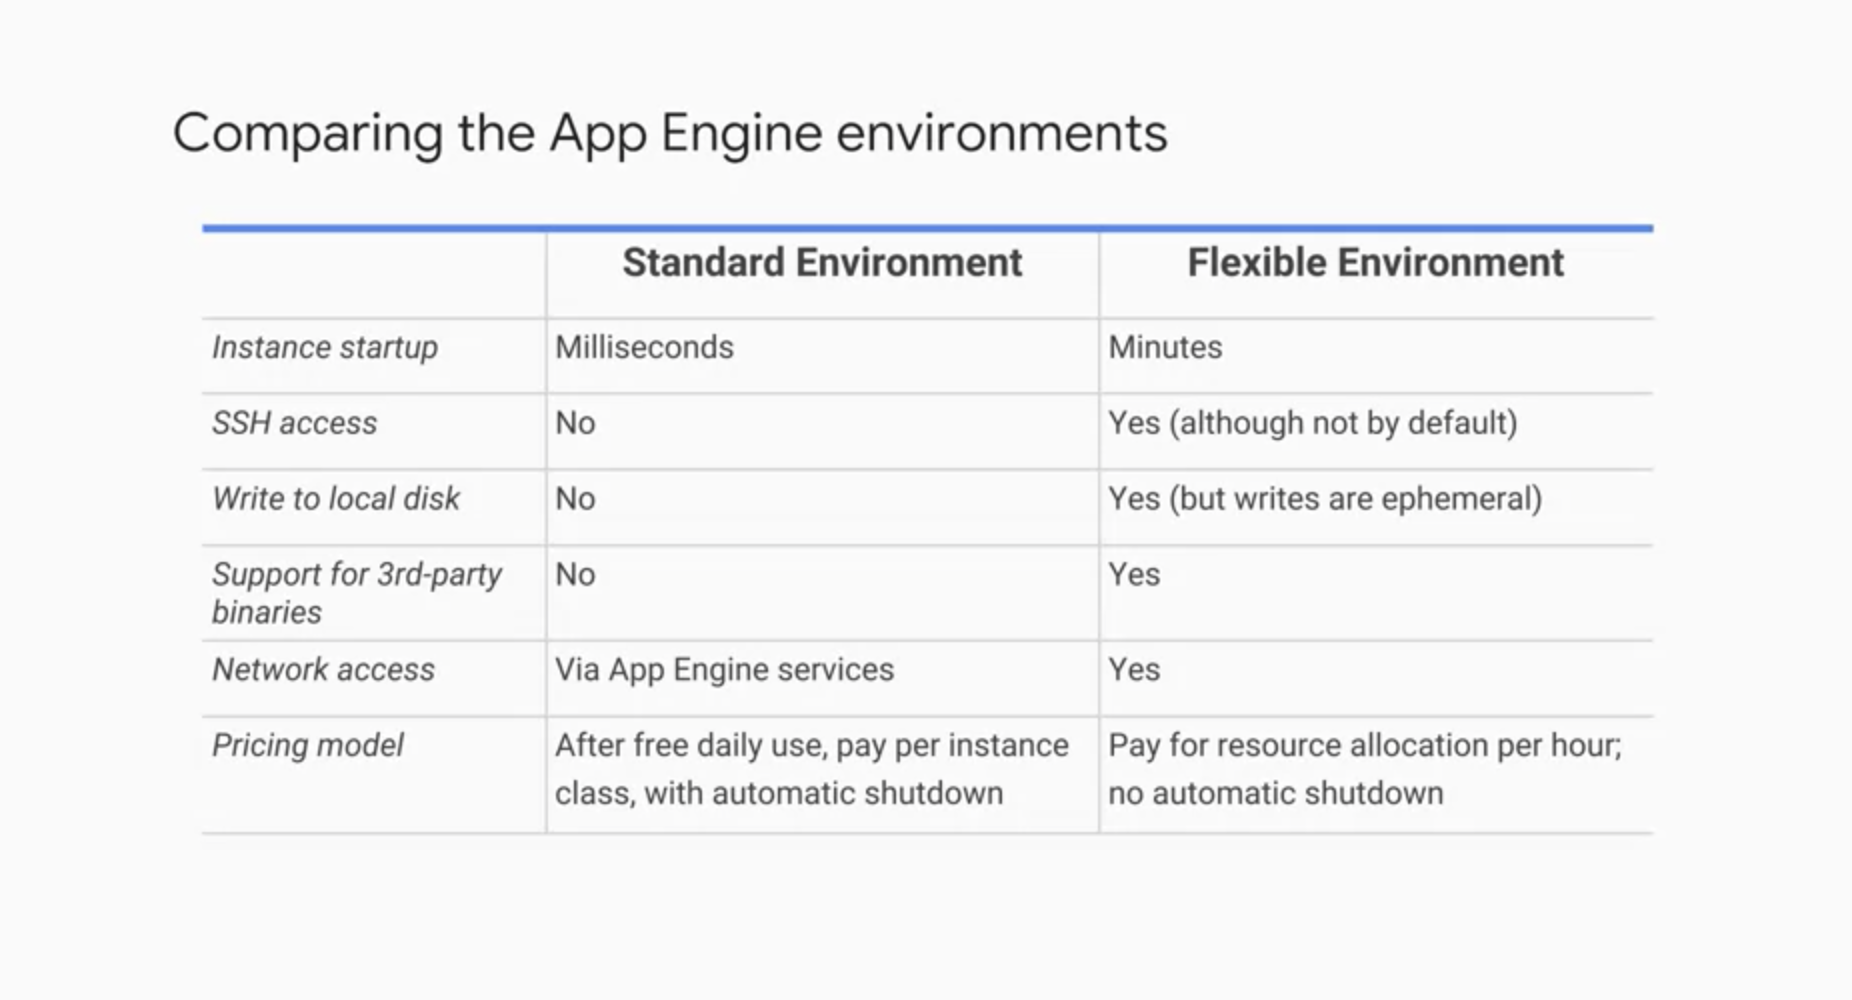 Comparing the App Engine environments
Standard Environment
Flexible Environment
Instance startup
Milliseconds
Minutes
SSH access
No
Yes (although not by default)
Write to local disk
No
Yes (but writes are ephemeral)
Support for 3rd-party
binaries
No
Yes
Network access
Via App Engine services
Yes
Pricing model
After free daily use, pay per instance
class, with automatic shutdown
Pay for resource allocation per hour;
no automatic shutdown